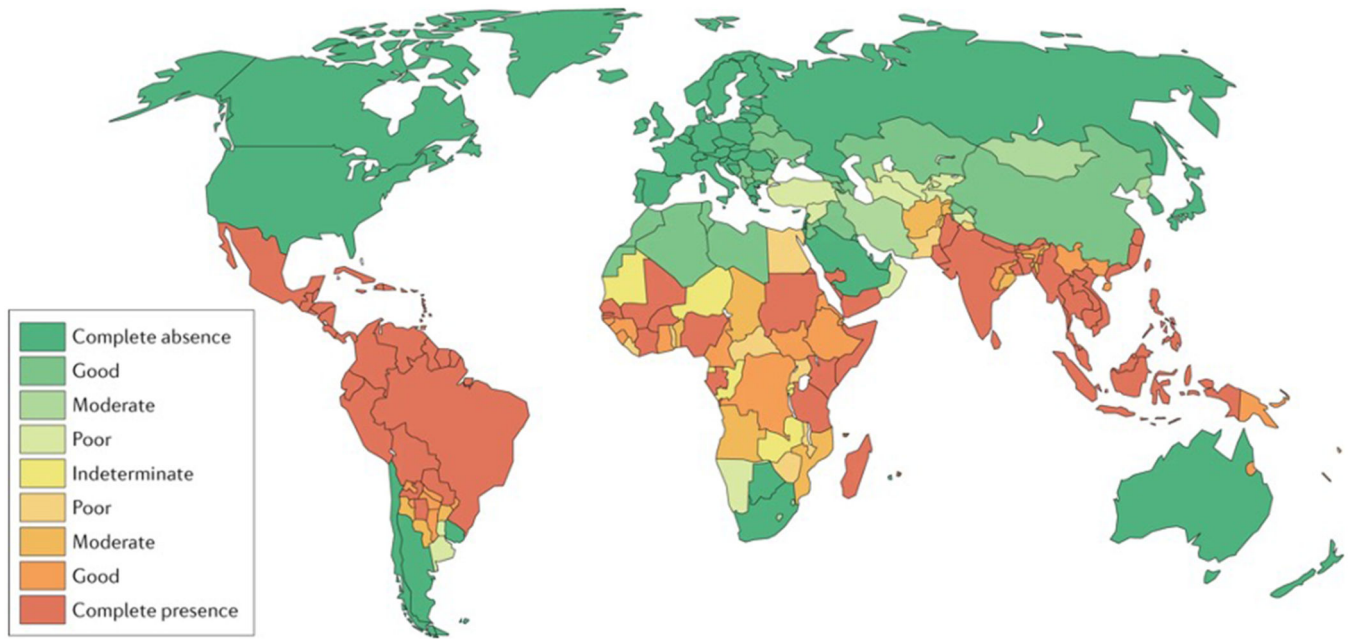 Complete absence
Good
Moderate
Poor
Indeterminate
Poor
Moderate
Good
Complete presence